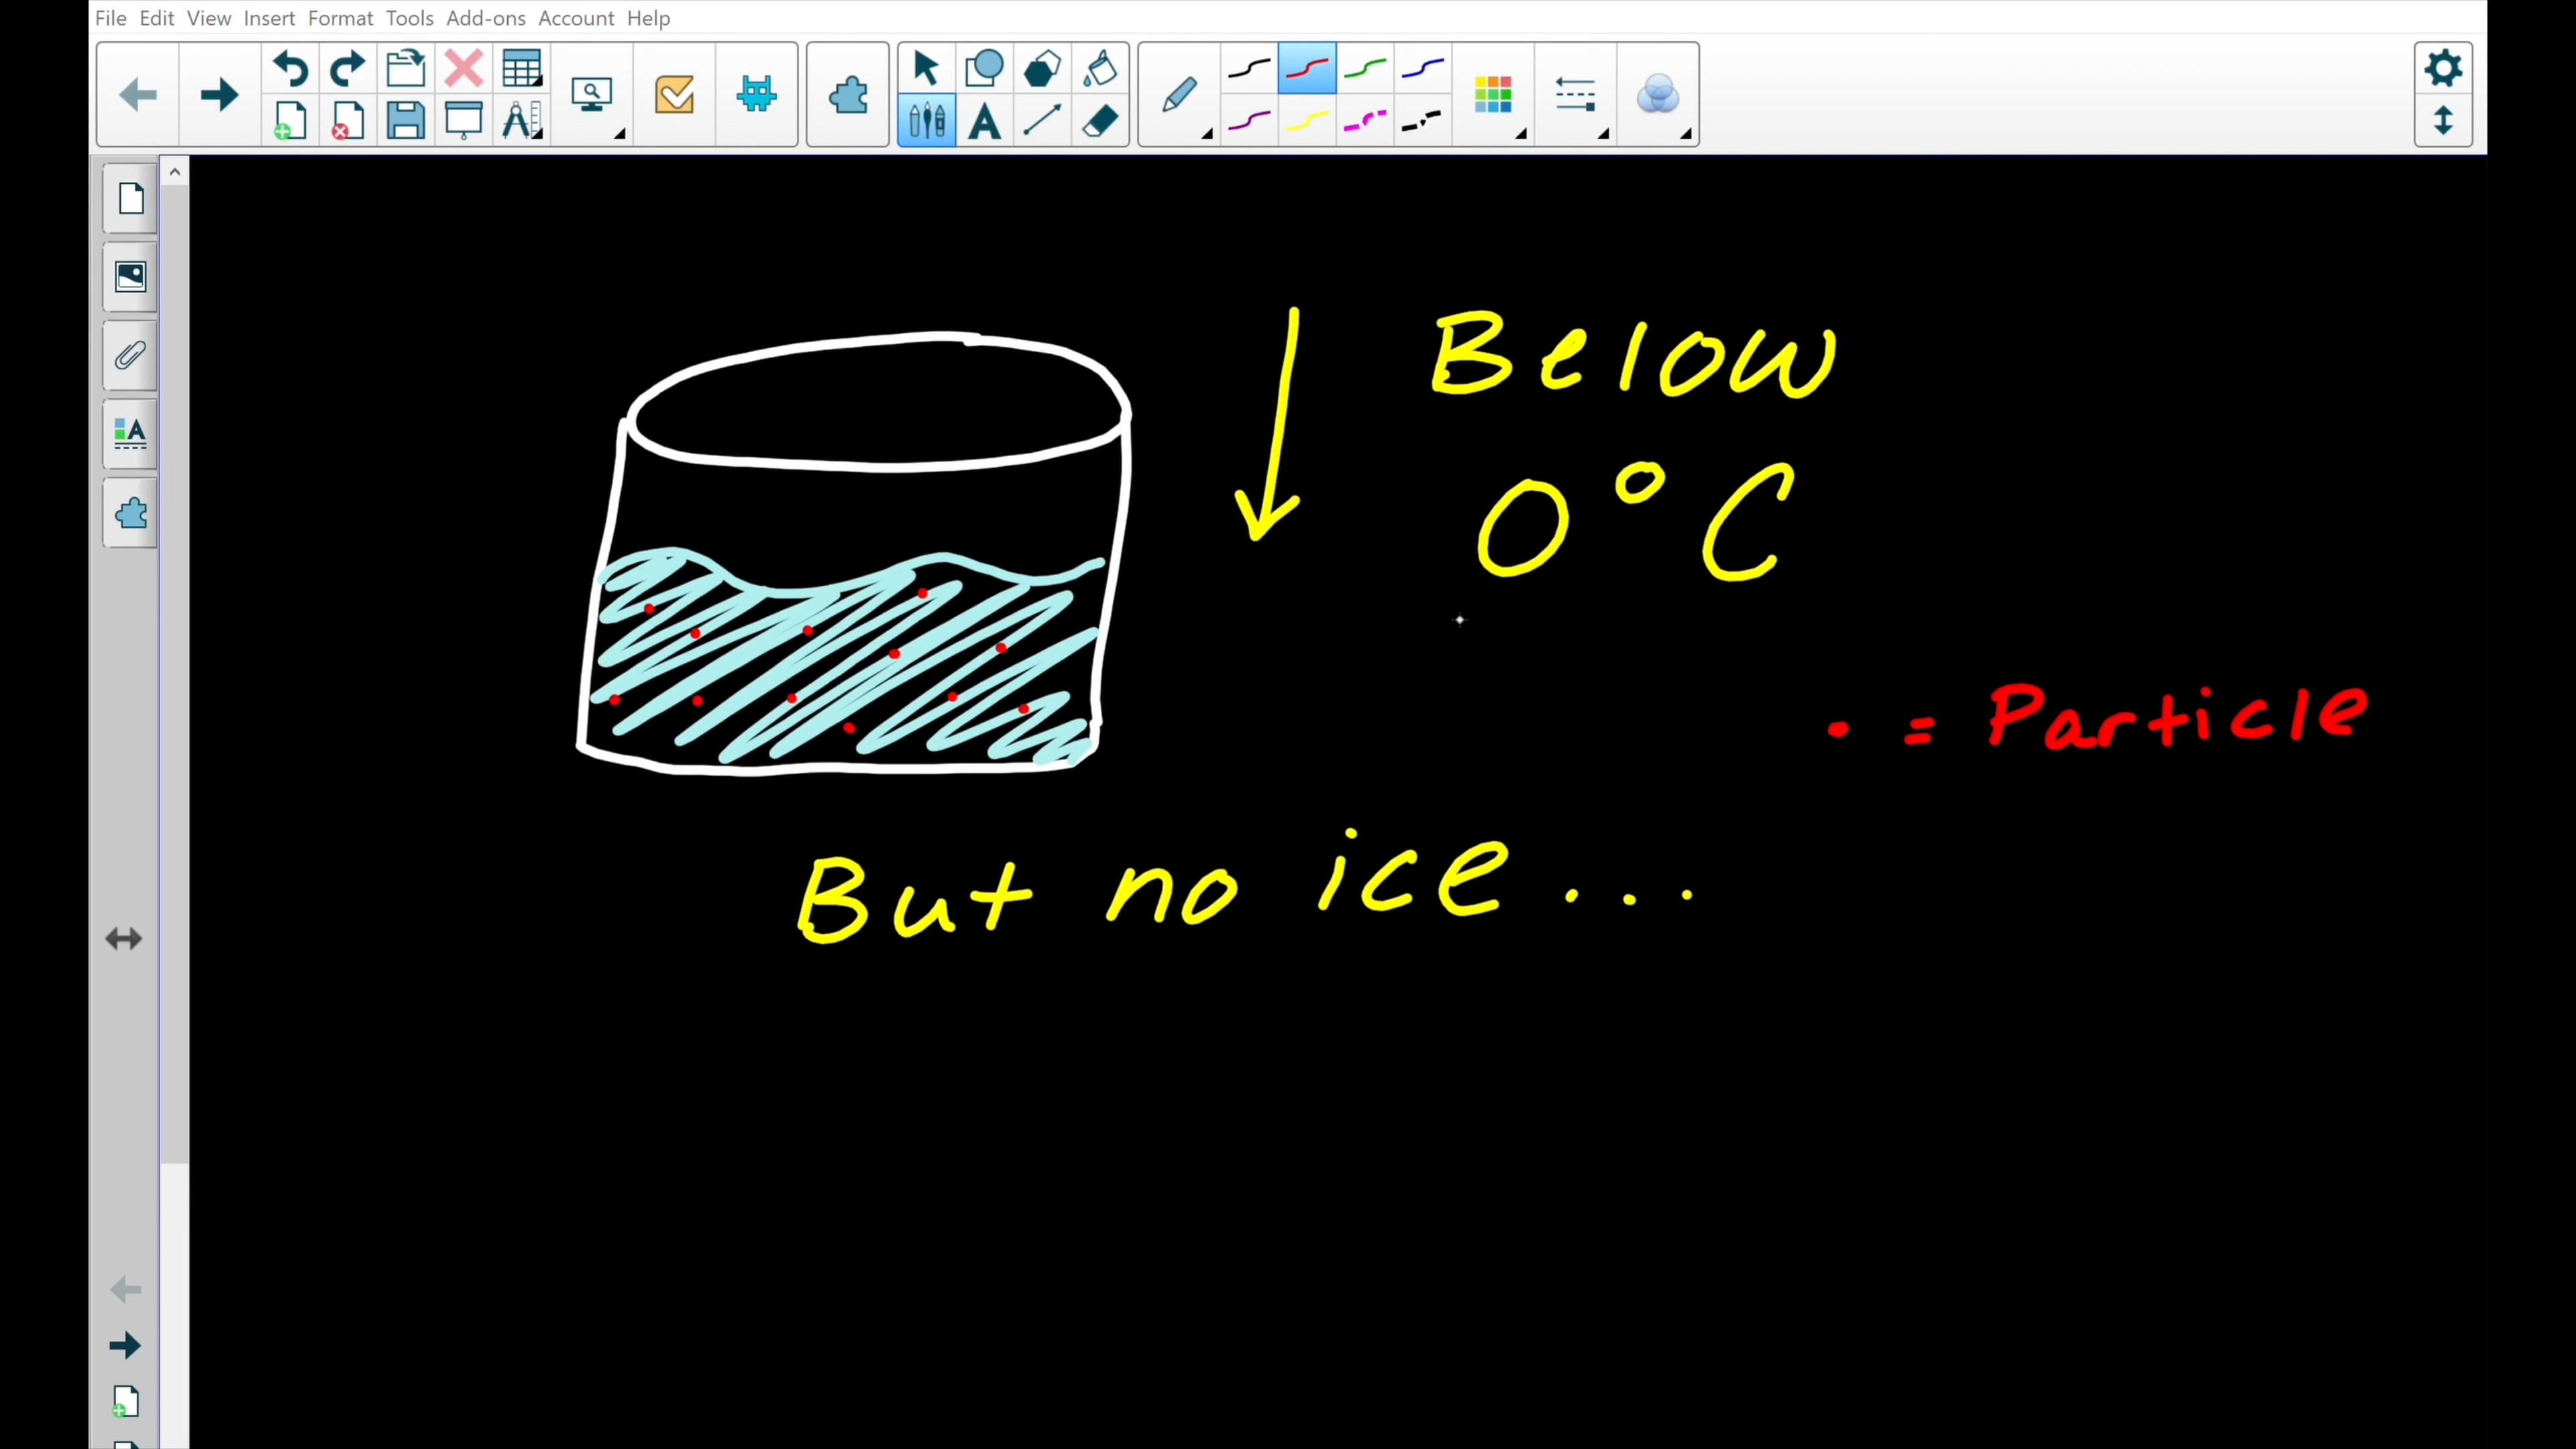 File Edit View Insert Format Tools Add-ons Account Help
Below
0°C
• = Particle
But no ice...